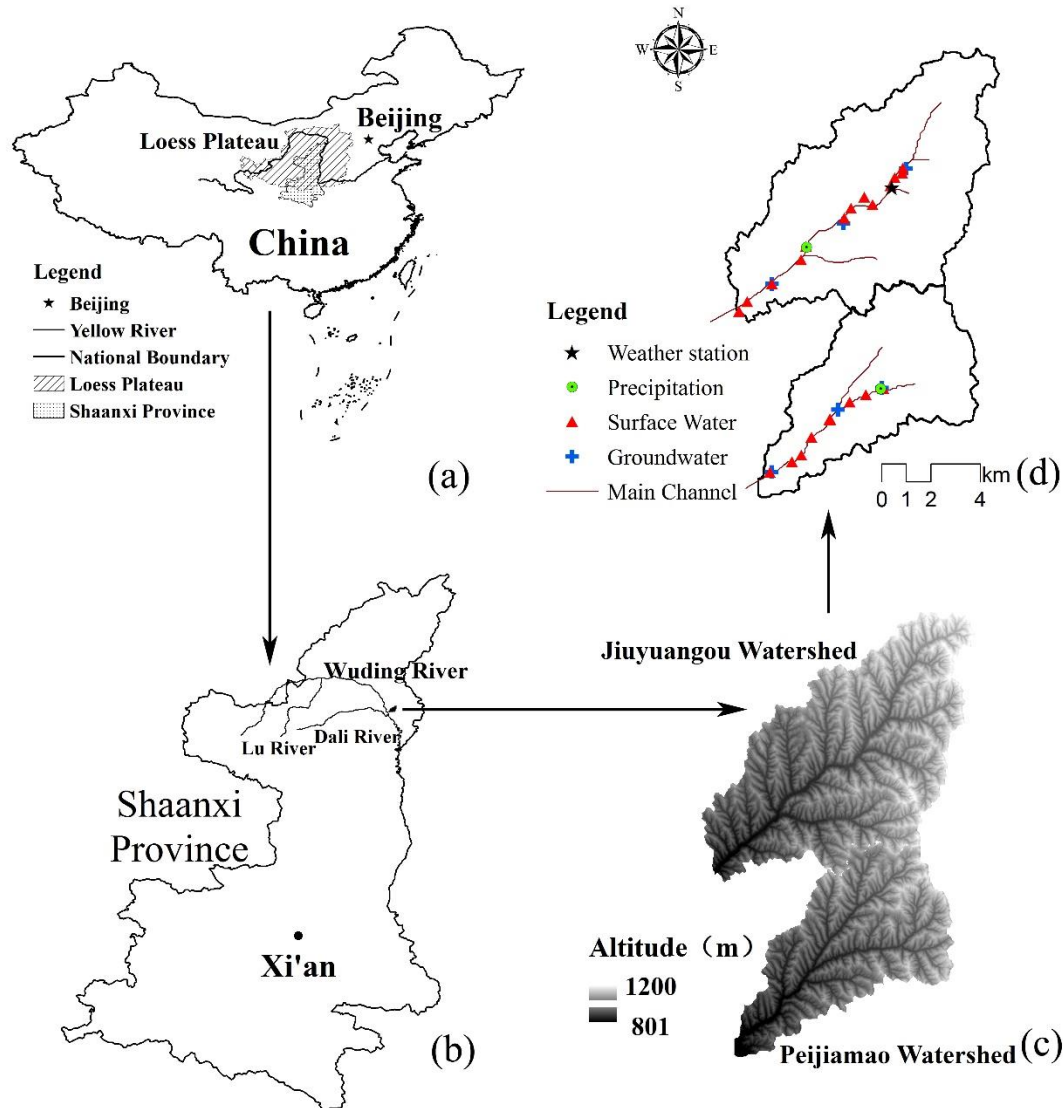 Beijing
Loess Plateau
China
Legend
Beijing
Yellow River
National Boundary
Loess Plateau
Shaanxi Province
(a)
N
W
E
S
Legend
Weather station
Precipitation
Surface Water
Groundwater
Main Channel
km
0 1 2 4
(d)
Wuding River
Lu River
Dali River
Shaanxi
Province
Xi'an
(b)
Jiuyuangou Watershed
Altitude（m）
1200
801
Peijiamao Watershed
(c)